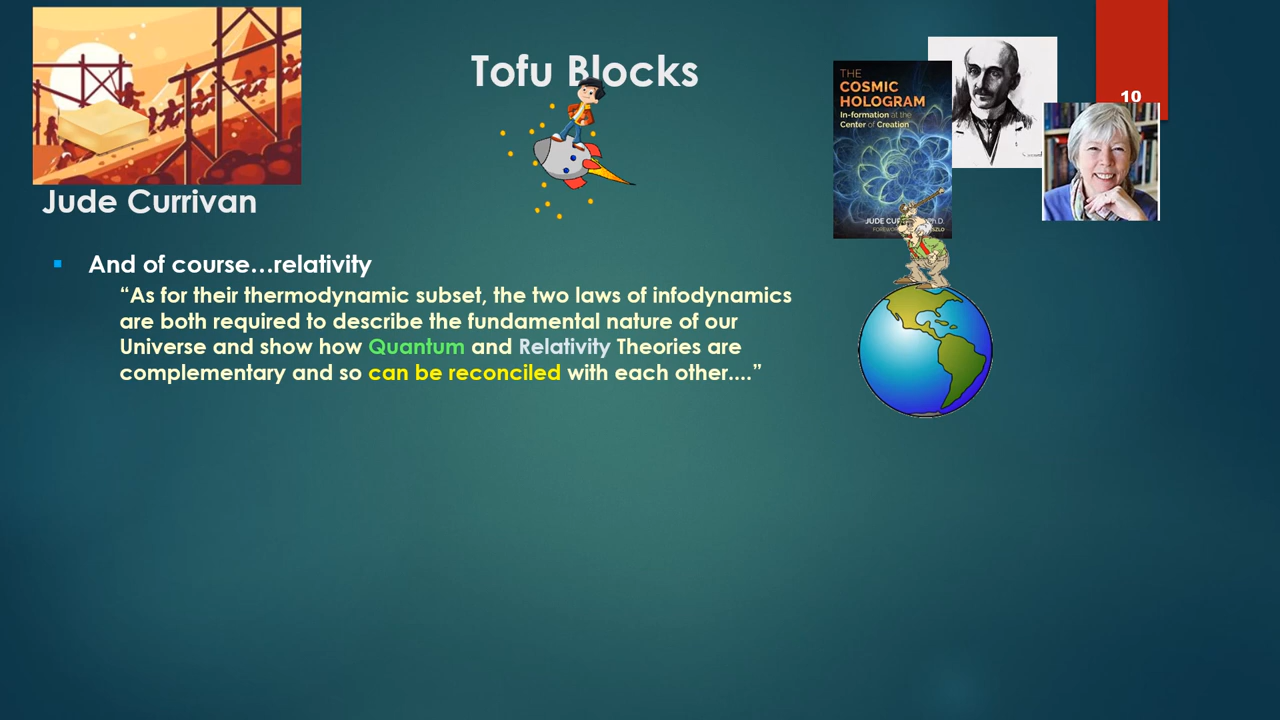 Tofu Blocks
10
THE
COSMIC
HOLOGRAM
In-formation at the
Center of Creation
JUDE
Ph.D.
Jude Currivan
And of course…relativity
“As for their thermodynamic subset, the two laws of infodynamics
are both required to describe the fundamental nature of our
Universe and show how Quantum and Relativity Theories are
complementary and so can be reconciled with each other....”